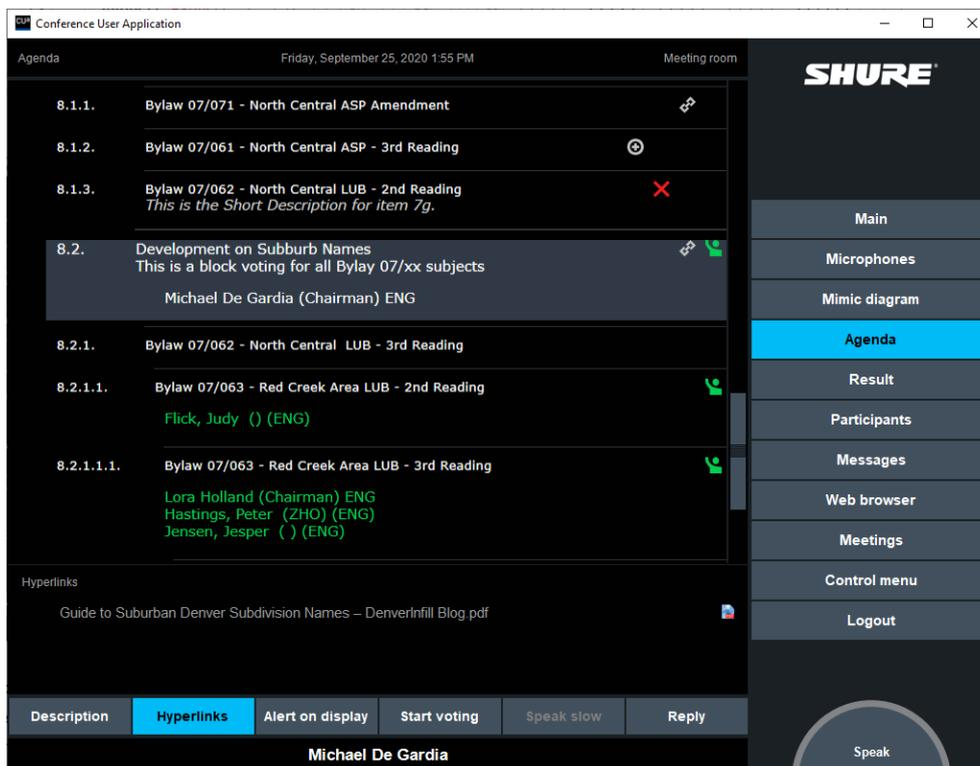 CUA Conference User Application
Agenda Friday, September 25, 2020 1:55 PM Meeting room
SHURE
8.1.1. Bylaw 07/071 - North Central ASP Amendment
8.1.2. Bylaw 07/061 - North Central ASP - 3rd Reading
8.1.3. Bylaw 07/062 - North Central LUB - 2nd Reading
This is the Short Description for item 7g.
8.2. Development on Subburb Names
This is a block voting for all Bylay 07/xx subjects
Michael De Gardia (Chairman) ENG
8.2.1. Bylaw 07/062 - North Central LUB - 3rd Reading
8.2.1.1. Bylaw 07/063 - Red Creek Area LUB - 2nd Reading
Flick, Judy () (ENG)
8.2.1.1.1. Bylaw 07/063 - Red Creek Area LUB - 3rd Reading
Lora Holland (Chairman) ENG
Hastings, Peter (ZHO) (ENG)
Jensen, Jesper ( ) (ENG)
Hyperlinks
Guide to Suburban Denver Subdivision Names – DenverInfill Blog.pdf
Description Hyperlinks Alert on display Start voting Speak slow Reply
Michael De Gardia
Main
Microphones
Mimic diagram
Agenda
Result
Participants
Messages
Web browser
Meetings
Control menu
Logout
Speak